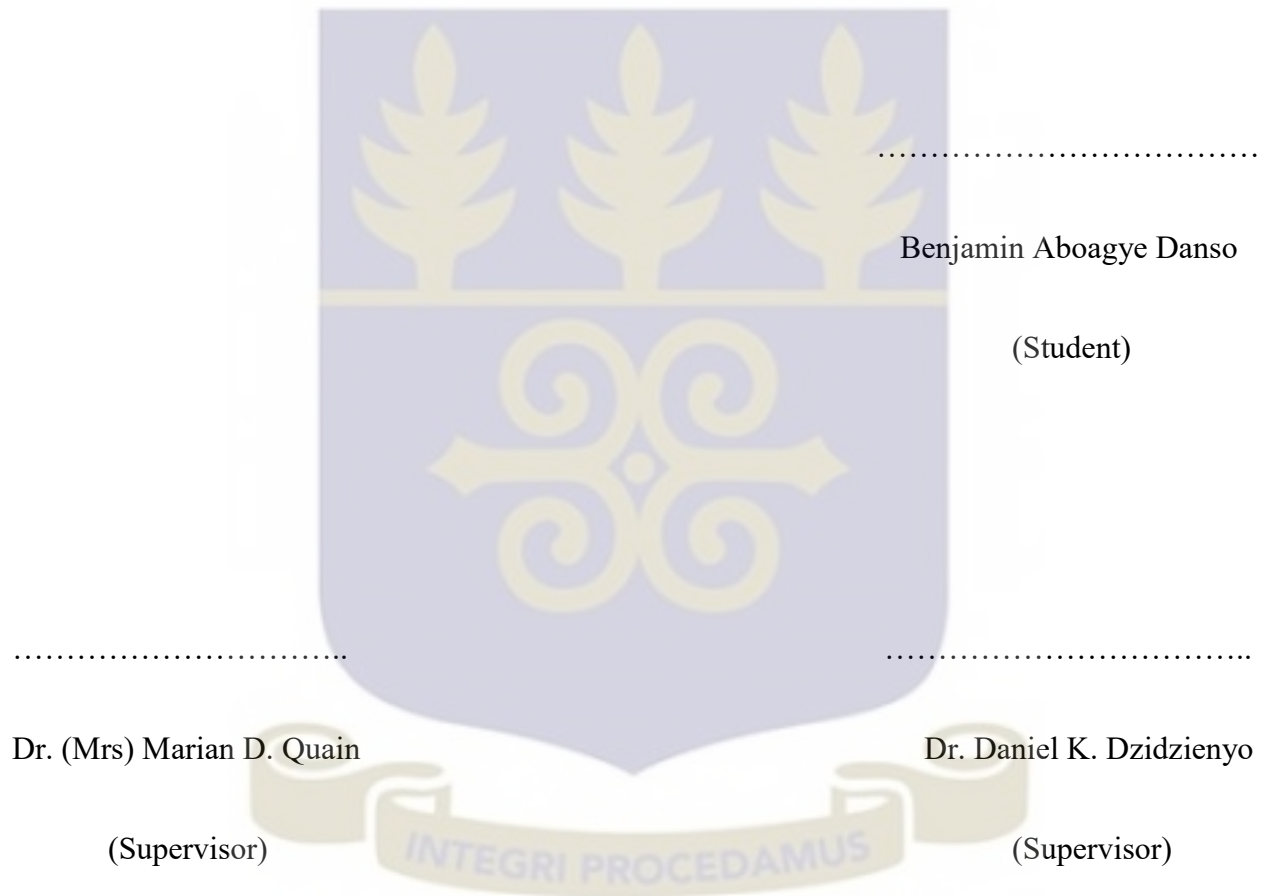 ……………………………….
Benjamin Aboagye Danso
(Student)
………………………….. ……………………………..
Dr. (Mrs) Marian D. Quain Dr. Daniel K. Dzidzienyo
(Supervisor) (Supervisor)
INTEGRI PROCEDAMUS